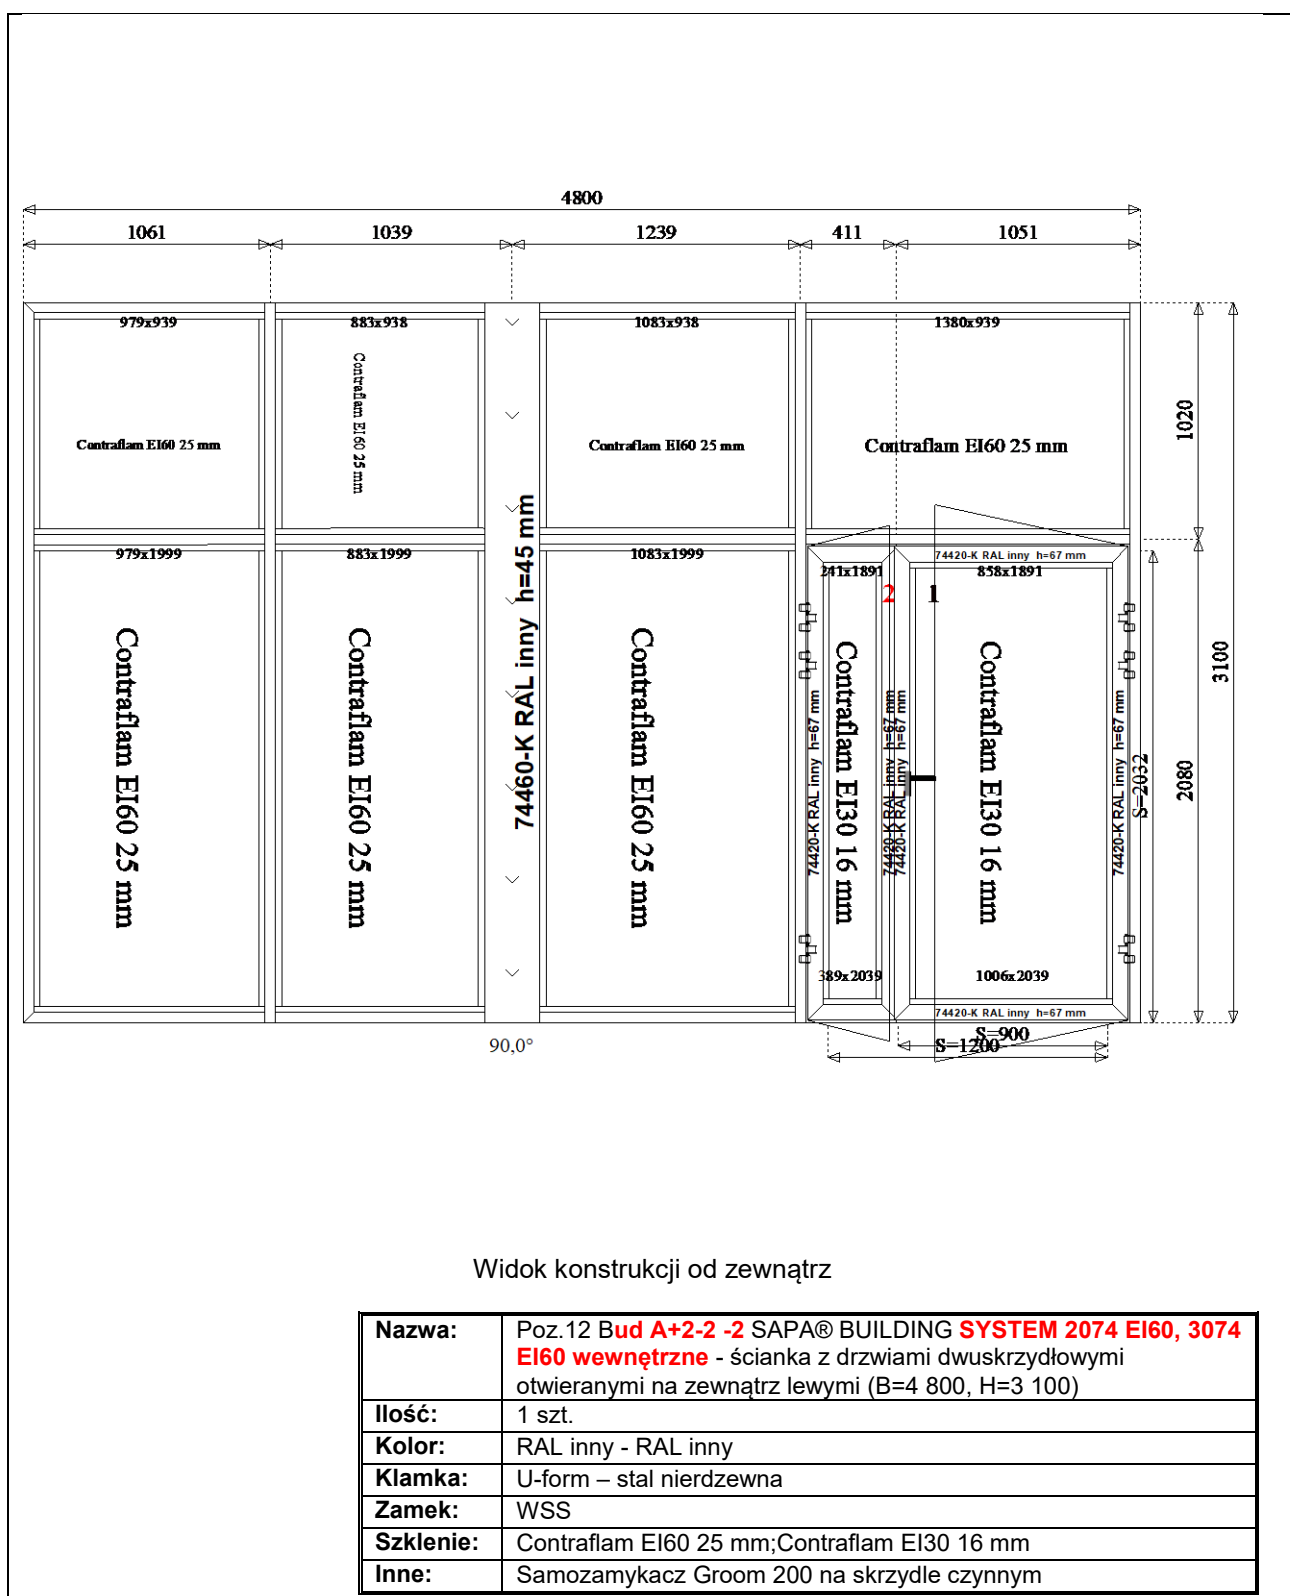 4800
1061 1039 1239 411 1051
979x939 883x938 1083x938 1380x939
Contraflam EI60 25 mm
Contraflam EI60 25 mm
Contraflam EI60 25 mm
Contraflam EI60 25 mm
1020
3100
2080
S=2032
74460-K RAL inny h=45 mm
979x1999 883x1999 1083x1999
74420-K RAL inny h=67 mm
241x1891 858x1891
2 1
Contraflam EI60 25 mm
Contraflam EI60 25 mm
Contraflam EI60 25 mm
74420-K RAL inny h=67 mm
Contraflam EI30 16 mm
74420-K RAL inny h=67 mm
74420-K RAL inny h=67 mm
Contraflam EI30 16 mm
74420-K RAL inny h=67 mm
389x2039 1006x2039
74420-K RAL inny h=67 mm
S=900
S=1200
90,0°
Widok konstrukcji od zewnątrz
Nazwa: Poz.12 Bud A+2-2 -2 SAPA® BUILDING SYSTEM 2074 EI60, 3074
EI60 wewnętrzne - ścianka z drzwiami dwuskrzydłowymi
otwieranymi na zewnątrz lewymi (B=4 800, H=3 100)
Ilość: 1 szt.
Kolor: RAL inny - RAL inny
Klamka: U-form – stal nierdzewna
Zamek: WSS
Szklenie: Contraflam EI60 25 mm;Contraflam EI30 16 mm
Inne: Samozamykacz Groom 200 na skrzydle czynnym